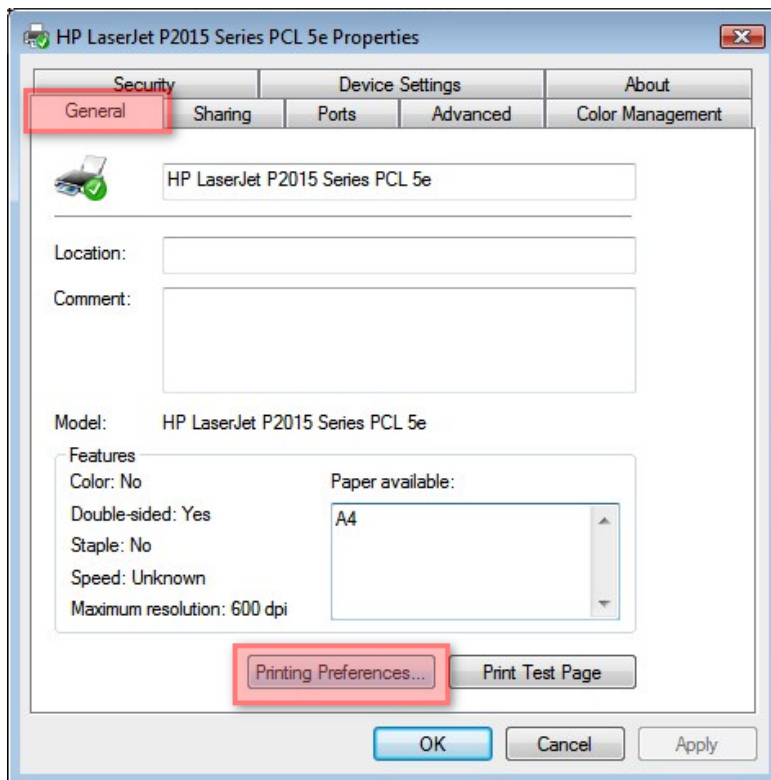 HP LaserJet P2015 Series PCL 5e Properties
Security Device Settings About
General Sharing Ports Advanced Color Management
HP LaserJet P2015 Series PCL 5e
Location:
Comment:
Model: HP LaserJet P2015 Series PCL 5e
Features
Color: No Paper available:
Double-sided: Yes A4
Staple: No
Speed: Unknown
Maximum resolution: 600 dpi
Printing Preferences... Print Test Page
OK Cancel Apply